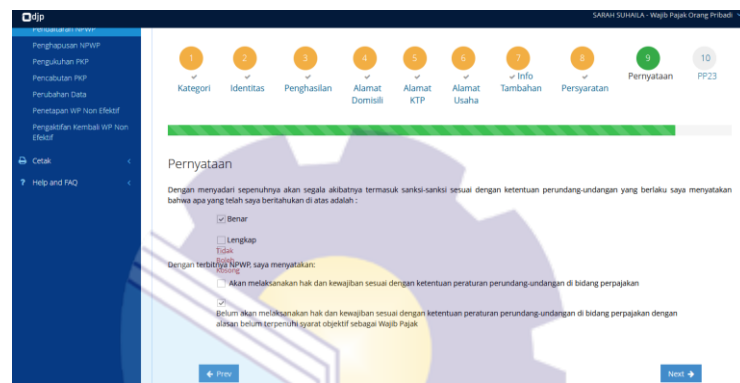 djp
SARAH SUHAILA - Wajib Pajak Orang Pribadi
Pendaftaran NPWP
Penghapusan NPWP
Pengukuhan PKP
Pencabutan PKP
Perubahan Data
Penetapan WP Non Efektif
Pengaktifan Kembali WP Non
Efektif
Cetak
? Help and FAQ
1 2 3 4 5 6 7 8 9 10
Kategori Identitas Penghasilan Alamat Domisili Alamat KTP Alamat Usaha Info Tambahan Persyaratan Pernyataan PP23
Pernyataan
Dengan menyadari sepenuhnya akan segala akibatnya termasuk sanksi-sanksi sesuai dengan ketentuan perundang-undangan yang berlaku saya menyatakan
bahwa apa yang telah saya beritahukan di atas adalah :
Benar
Lengkap
Tidak
Boleh
Kosong
Dengan terbitnya NPWP, saya menyatakan:
Akan melaksanakan hak dan kewajiban sesuai dengan ketentuan peraturan perundang-undangan di bidang perpajakan
Belum akan melaksanakan hak dan kewajiban sesuai dengan ketentuan peraturan perundang-undangan di bidang perpajakan dengan
alasan belum terpenuhi syarat objektif sebagai Wajib Pajak
Prev
Next